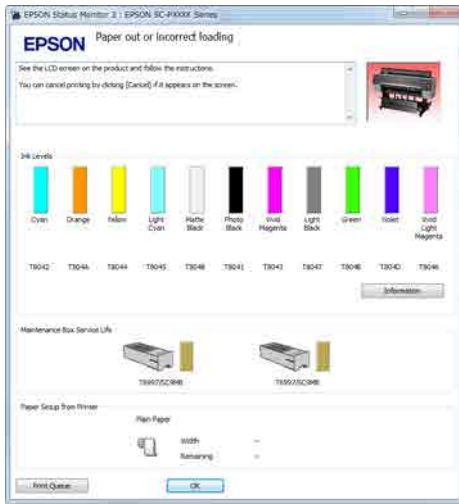 EPSON Status Monitor 3 : EPSON SC-PXXXX Series
EPSON
Paper out or incorrect loading
See the LCD screen on the product and follow the instructions.
You can cancel printing by clicking [Cancel] if it appears on the screen.
Ink Levels
Cyan Orange Yellow Light Cyan Matte Black Photo Black Vivid Magenta Light Black Green Violet Vivid Light Magenta
T8042 T804A T8044 T8045 T8048 T8041 T8043 T8047 T804B T804D T8046
Information
Maintenance Box Service Life
T6997/SC9MB T6997/SC9MB
Paper Setup from Printer
Plain Paper
Width --
Remaining --
Print Queue OK